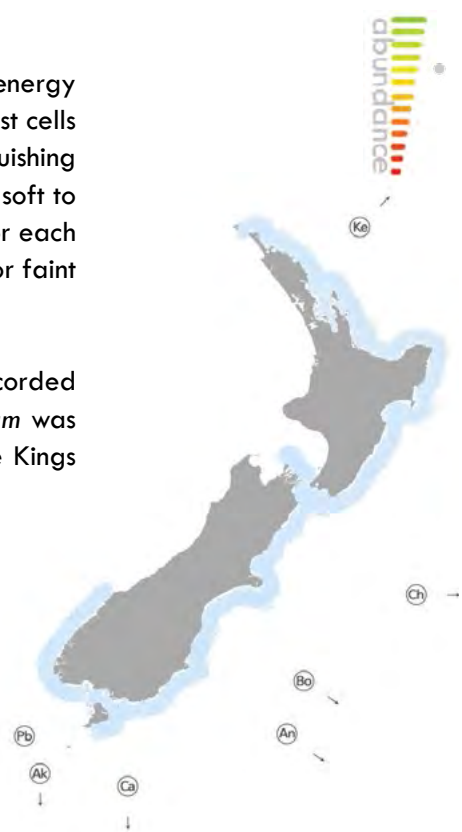 energy
st cells
uishing
soft to
r each
or faint
corded
m was
e Kings
abundance
Ke
Ch
Bo
An
Pb
Ak
Ca